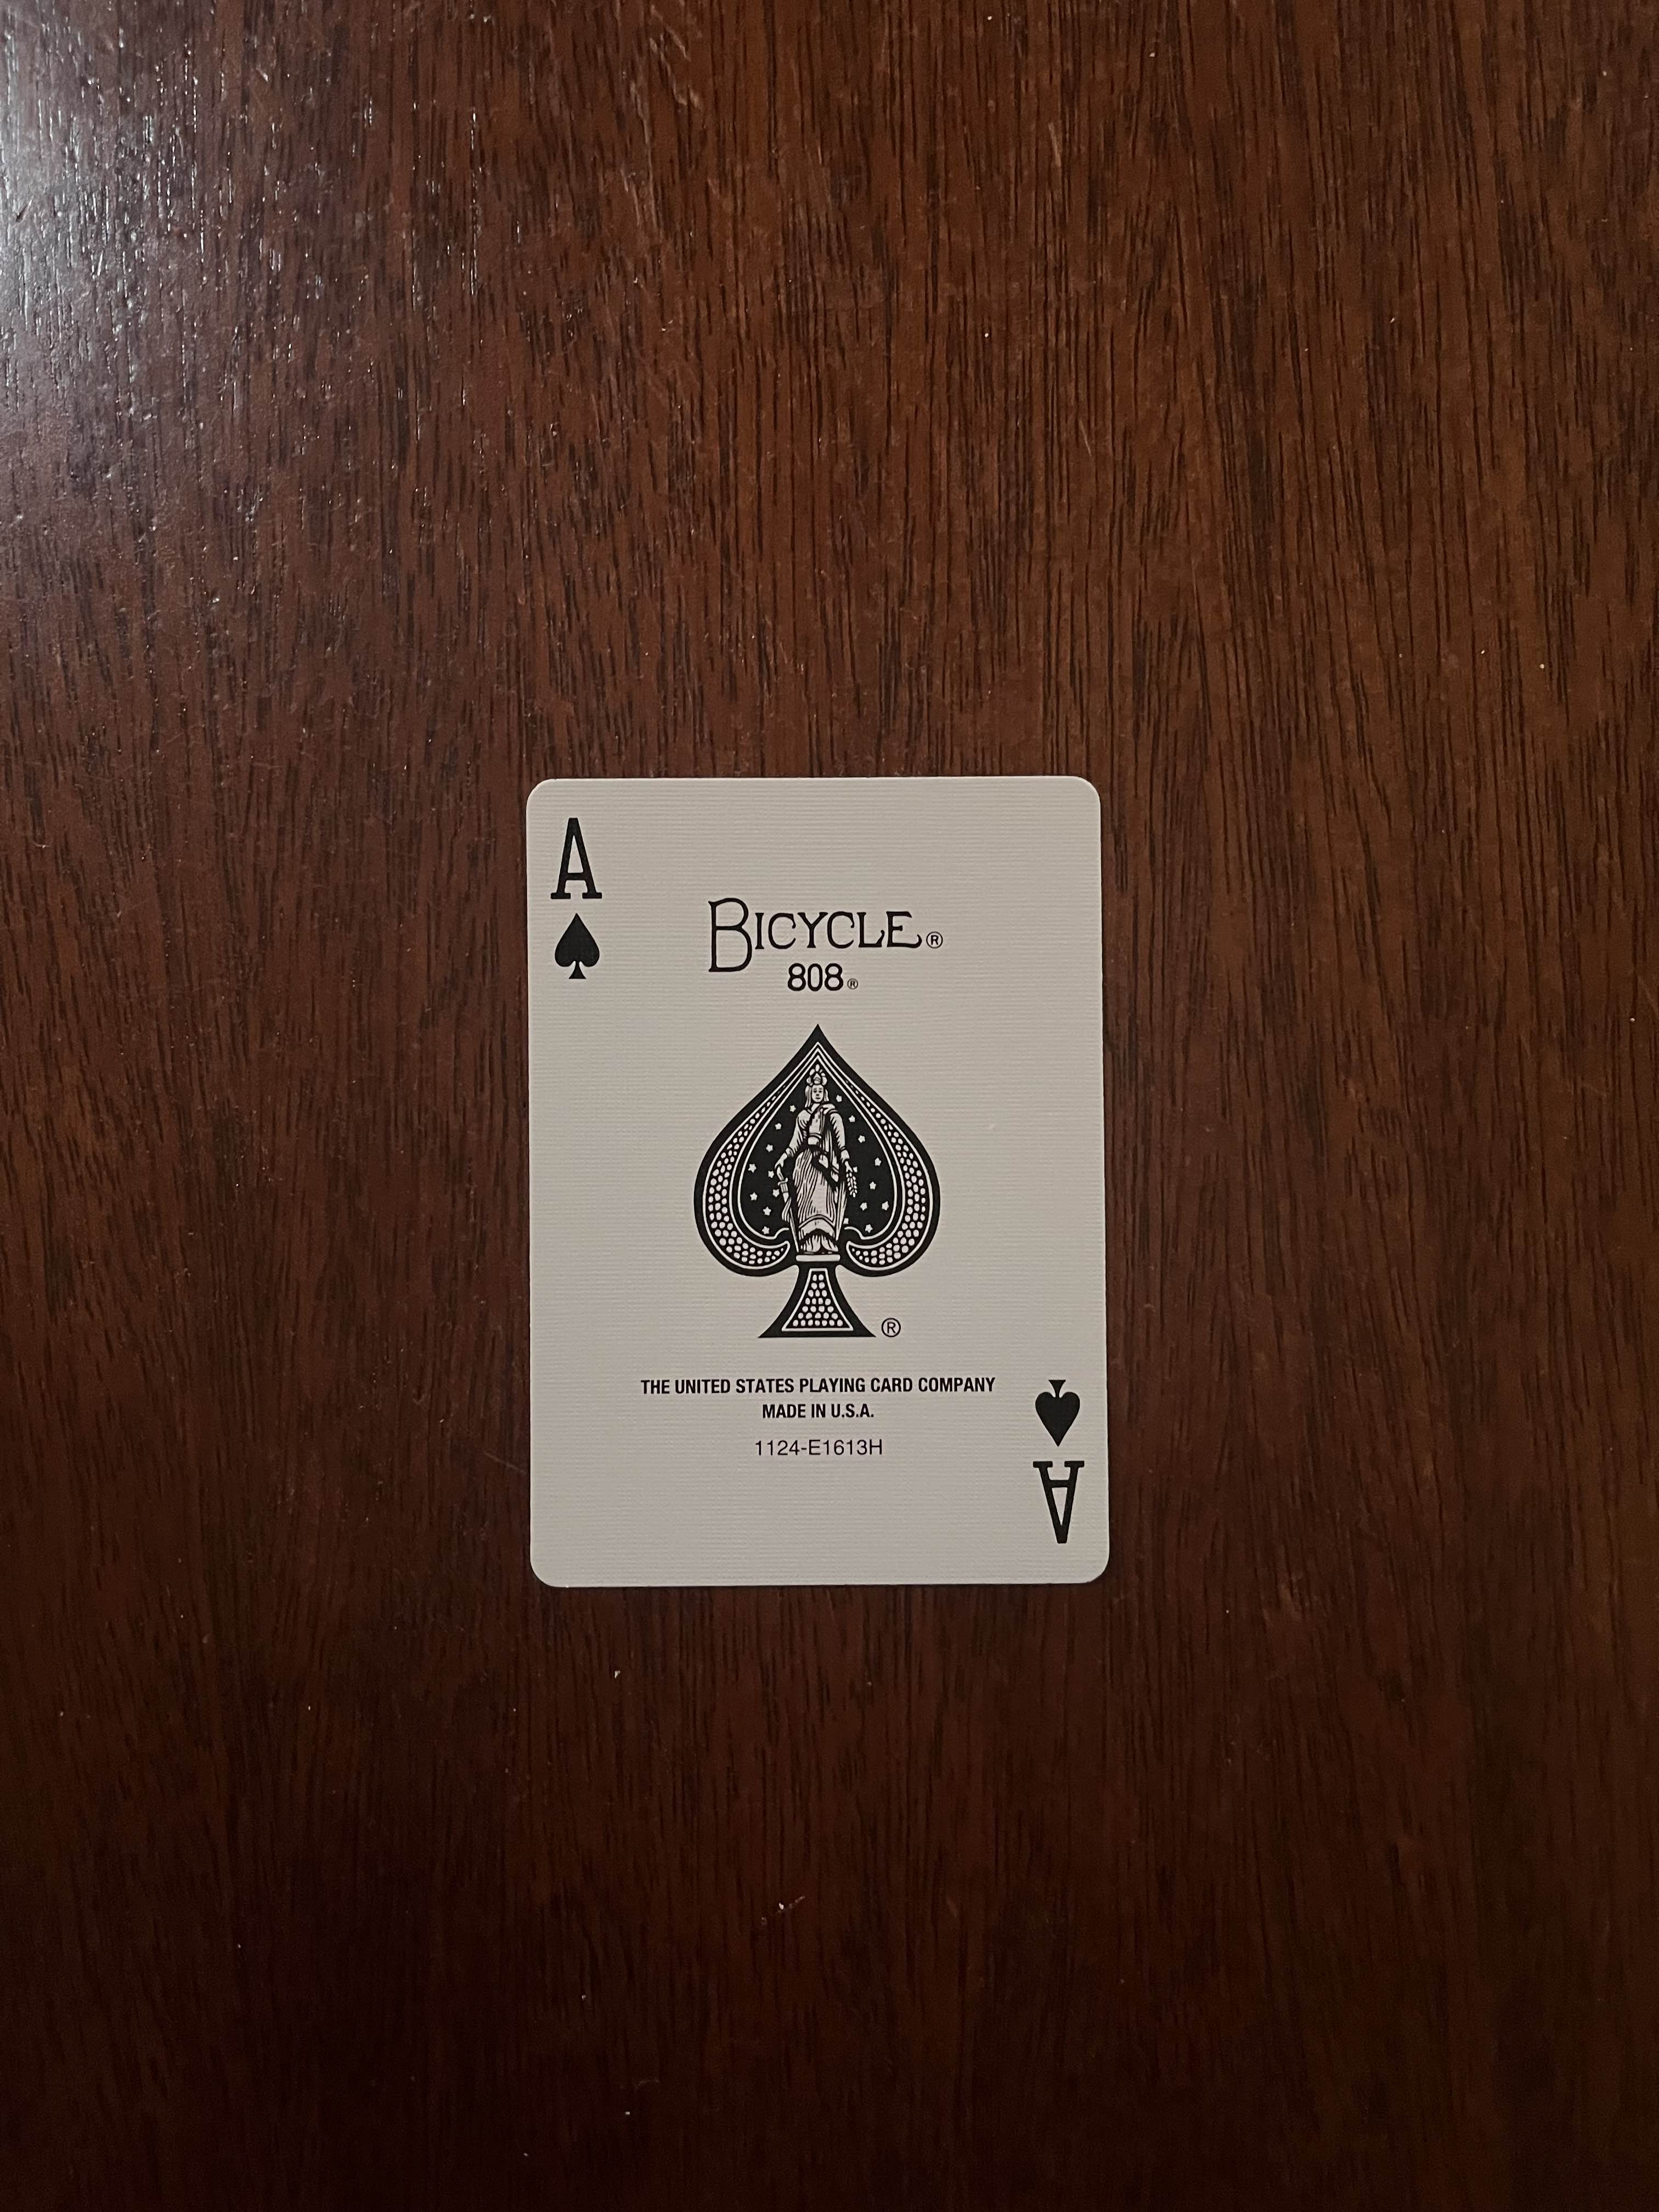 A
BICYCLE®
808®
®
THE UNITED STATES PLAYING CARD COMPANY
MADE IN U.S.A.
1124-E1613H
A